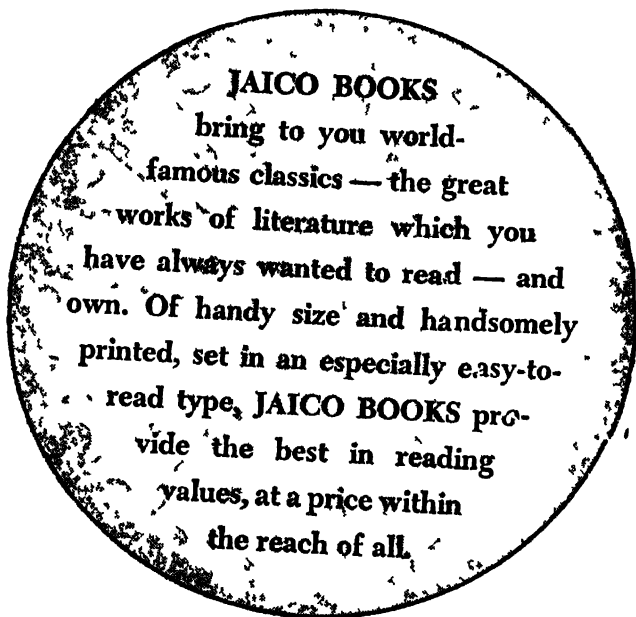 JAICO BOOKS
bring to you world-
famous classics — the great
works of literature which you
have always wanted to read — and
own. Of handy size and handsomely
printed, set in an especially easy-to-
read type, JAICO BOOKS pro-
vide the best in reading
values, at a price within
the reach of all.